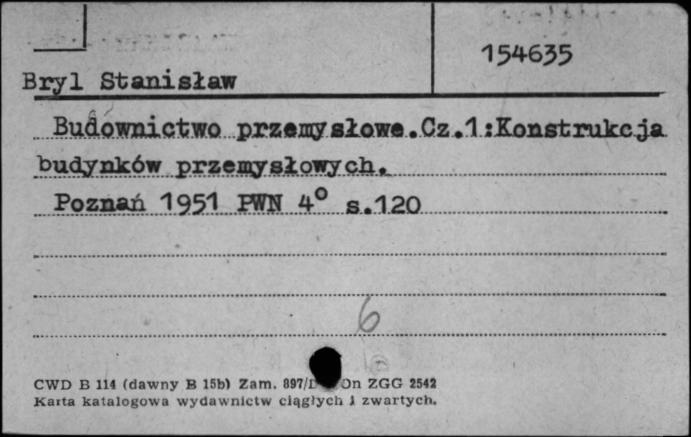 154635
Bryl Stanisław
Budownictwo przemysłowe.Cz.1:Konstrukcja
budynków przemysłowych.
Poznań 1951 PWN 4° s.120
6
CWD B 114 (dawny B 15b) Zam. 897/ On ZGG 2542
Karta katalogowa wydawnictw ciągłych i zwartych.